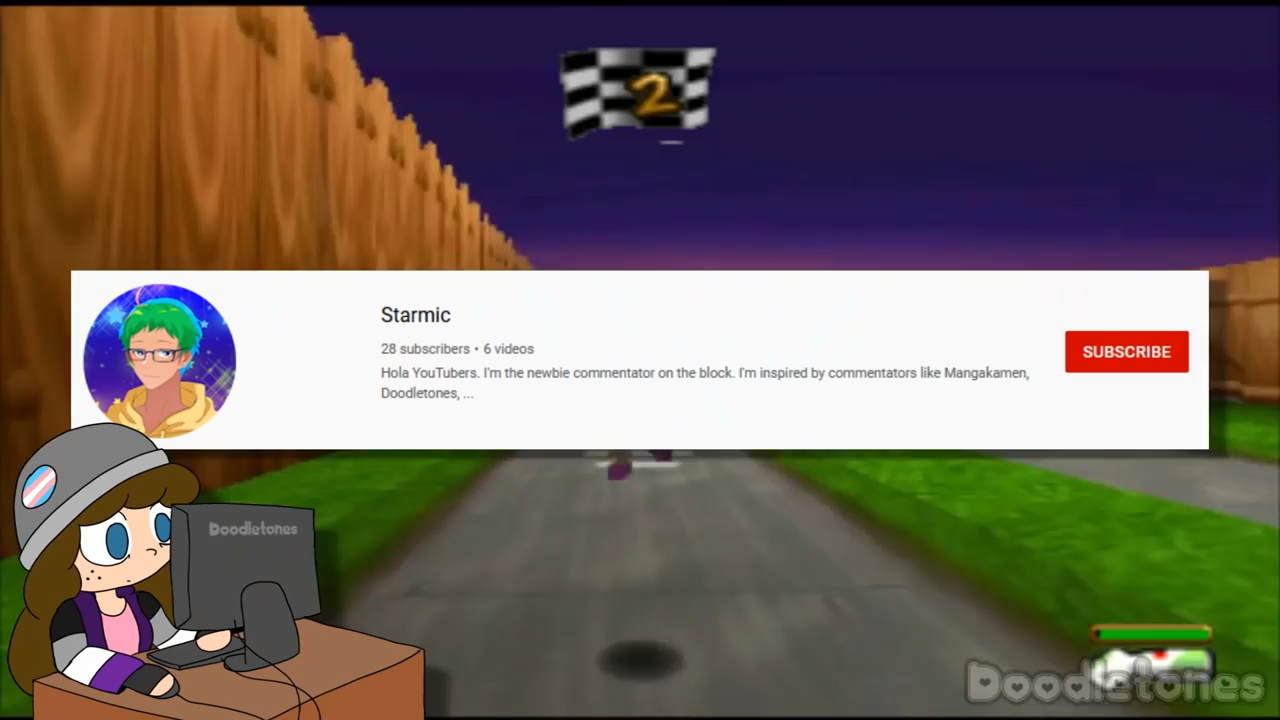 2
Starmic
28 subscribers • 6 videos
SUBSCRIBE
Hola YouTubers. I'm the newbie commentator on the block. I'm inspired by commentators like Mangakamen,
Doodletones, ...
Doodletones
Doodletones